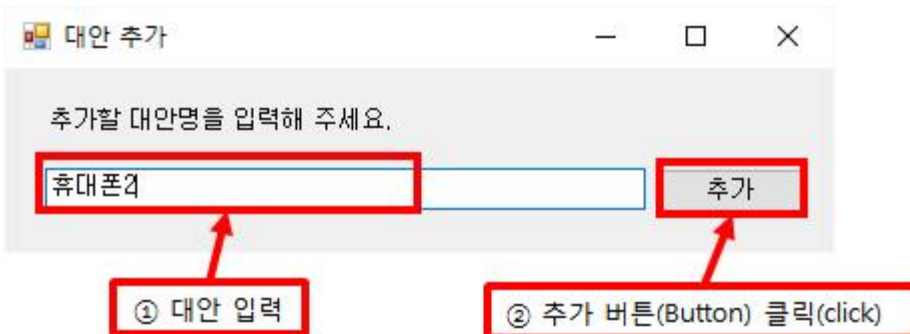 대안 추가
추가할 대안명을 입력해 주세요.
휴대폰2
추가
① 대안 입력
② 추가 버튼(Button) 클릭(click)